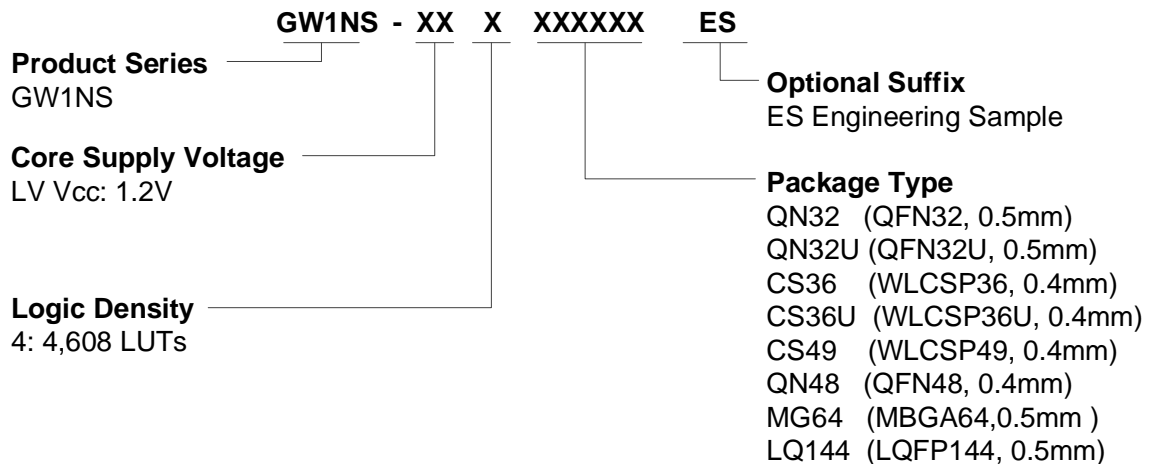 GW1NS - XX X XXXXXX ES
Product Series
GW1NS
Core Supply Voltage
LV Vcc: 1.2V
Logic Density
4: 4,608 LUTs
Optional Suffix
ES Engineering Sample
Package Type
QN32 (QFN32, 0.5mm)
QN32U (QFN32U, 0.5mm)
CS36 (WLCSP36, 0.4mm)
CS36U (WLCSP36U, 0.4mm)
CS49 (WLCSP49, 0.4mm)
QN48 (QFN48, 0.4mm)
MG64 (MBGA64,0.5mm )
LQ144 (LQFP144, 0.5mm)